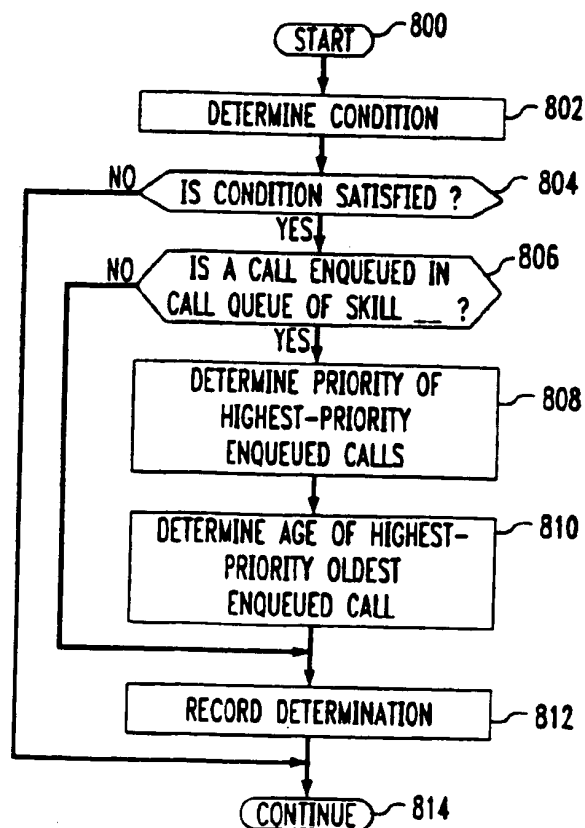 START
800
DETERMINE CONDITION
802
NO
IS CONDITION SATISFIED ?
804
YES
NO
IS A CALL ENQUEUED IN
CALL QUEUE OF SKILL __ ?
806
YES
DETERMINE PRIORITY OF
HIGHEST-PRIORITY
ENQUEUED CALLS
808
DETERMINE AGE OF HIGHEST-
PRIORITY OLDEST
ENQUEUED CALL
810
RECORD DETERMINATION
812
CONTINUE
814